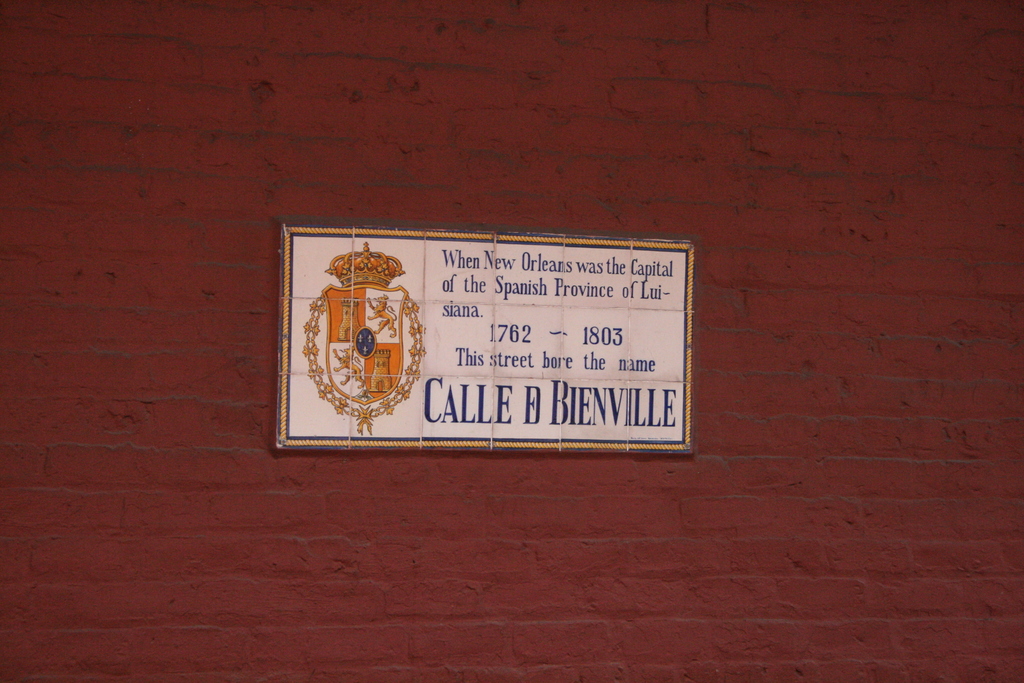 When New Orleans was the Capital
of the Spanish Province of Lui-
siana.
1762 ~ 1803
This street bore the name
CALLE D BIENVILLE